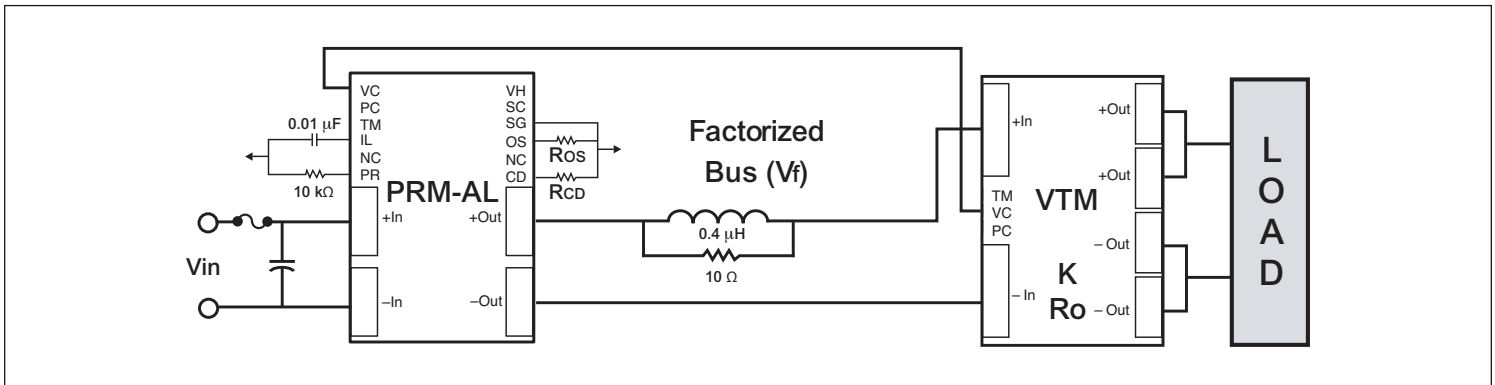 VC
PC
TM
IL
NC
PR
0.01 μF
10 kΩ
VH
SC
SG
OS
NC
CD
ROS
RCD
PRM-AL
+In
–In
+Out
–Out
Vin
Factorized
Bus (Vf)
0.4 μH
10 Ω
+In
TM
VC
PC
– In
VTM
K
Ro
+Out
+Out
– Out
– Out
L
O
A
D